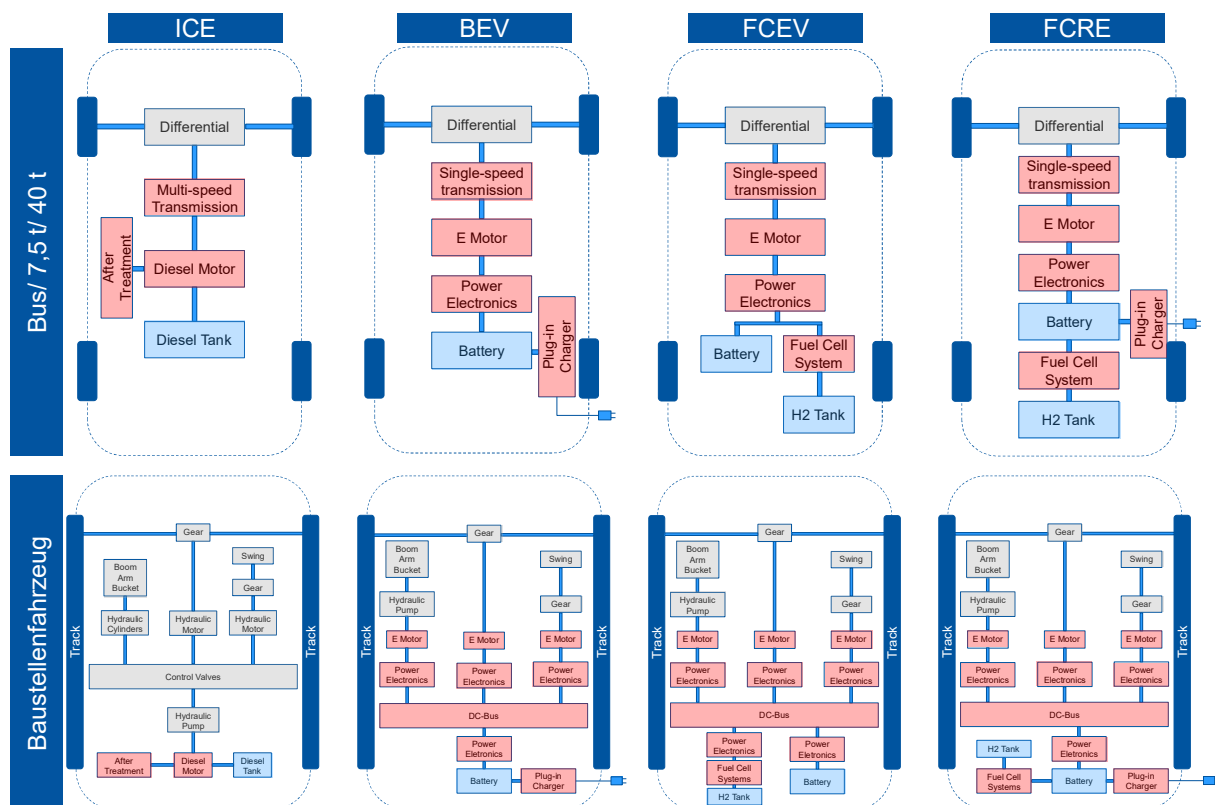 ICE
BEV
FCEV
FCRE
Bus/ 7,5 t/ 40 t
Differential
Multi-speed
Transmission
After
Treatment
Diesel Motor
Diesel Tank
Differential
Single-speed
transmission
E Motor
Power
Electronics
Battery
Plug-in
Charger
Differential
Single-speed
transmission
E Motor
Power
Electronics
Battery
Fuel Cell
System
H2 Tank
Differential
Single-speed
transmission
E Motor
Power
Electronics
Battery
Plug-in
Charger
Fuel Cell
System
H2 Tank
Baustellenfahrzeug
Track
Gear
Boom
Arm
Bucket
Swing
Gear
Hydraulic
Cylinders
Hydraulic
Motor
Hydraulic
Motor
Control Valves
Hydraulic
Pump
After
Treatment
Diesel
Motor
Diesel
Tank
Track
Gear
Boom
Arm
Bucket
Swing
Hydraulic
Pump
Gear
E Motor
E Motor
E Motor
Power
Electronics
Power
Electronics
Power
Electronics
DC-Bus
Power
Eletronics
Battery
Plug-in
Charger
Track
Track
Gear
Boom
Arm
Bucket
Swing
Hydraulic
Pump
Gear
E Motor
E Motor
E Motor
Power
Electronics
Power
Electronics
Power
Electronics
DC-Bus
Power
Electronics
Power
Eletronics
Fuel Cell
Systems
Battery
H2 Tank
Track
Track
Gear
Boom
Arm
Bucket
Swing
Hydraulic
Pump
Gear
E Motor
E Motor
E Motor
Power
Electronics
Power
Electronics
Power
Electronics
DC-Bus
H2 Tank
Power
Eletronics
Fuel Cell
Systems
Battery
Plug-in
Charger
Track
Track